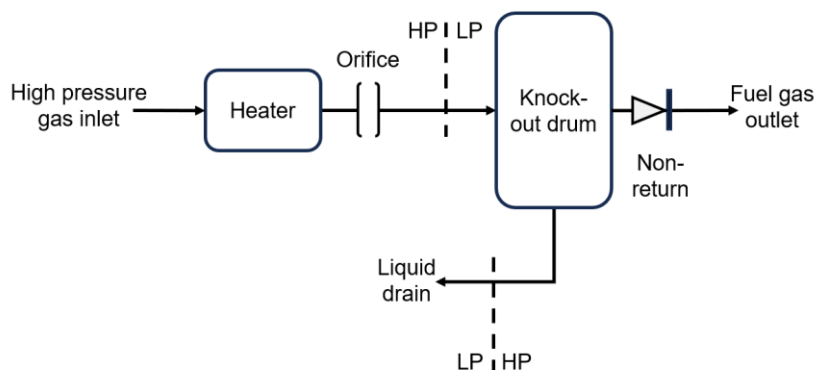 HP LP
Orifice
High pressure
gas inlet
Heater
Knock-
out drum
Fuel gas
outlet
Non-
return
Liquid
drain
LP HP